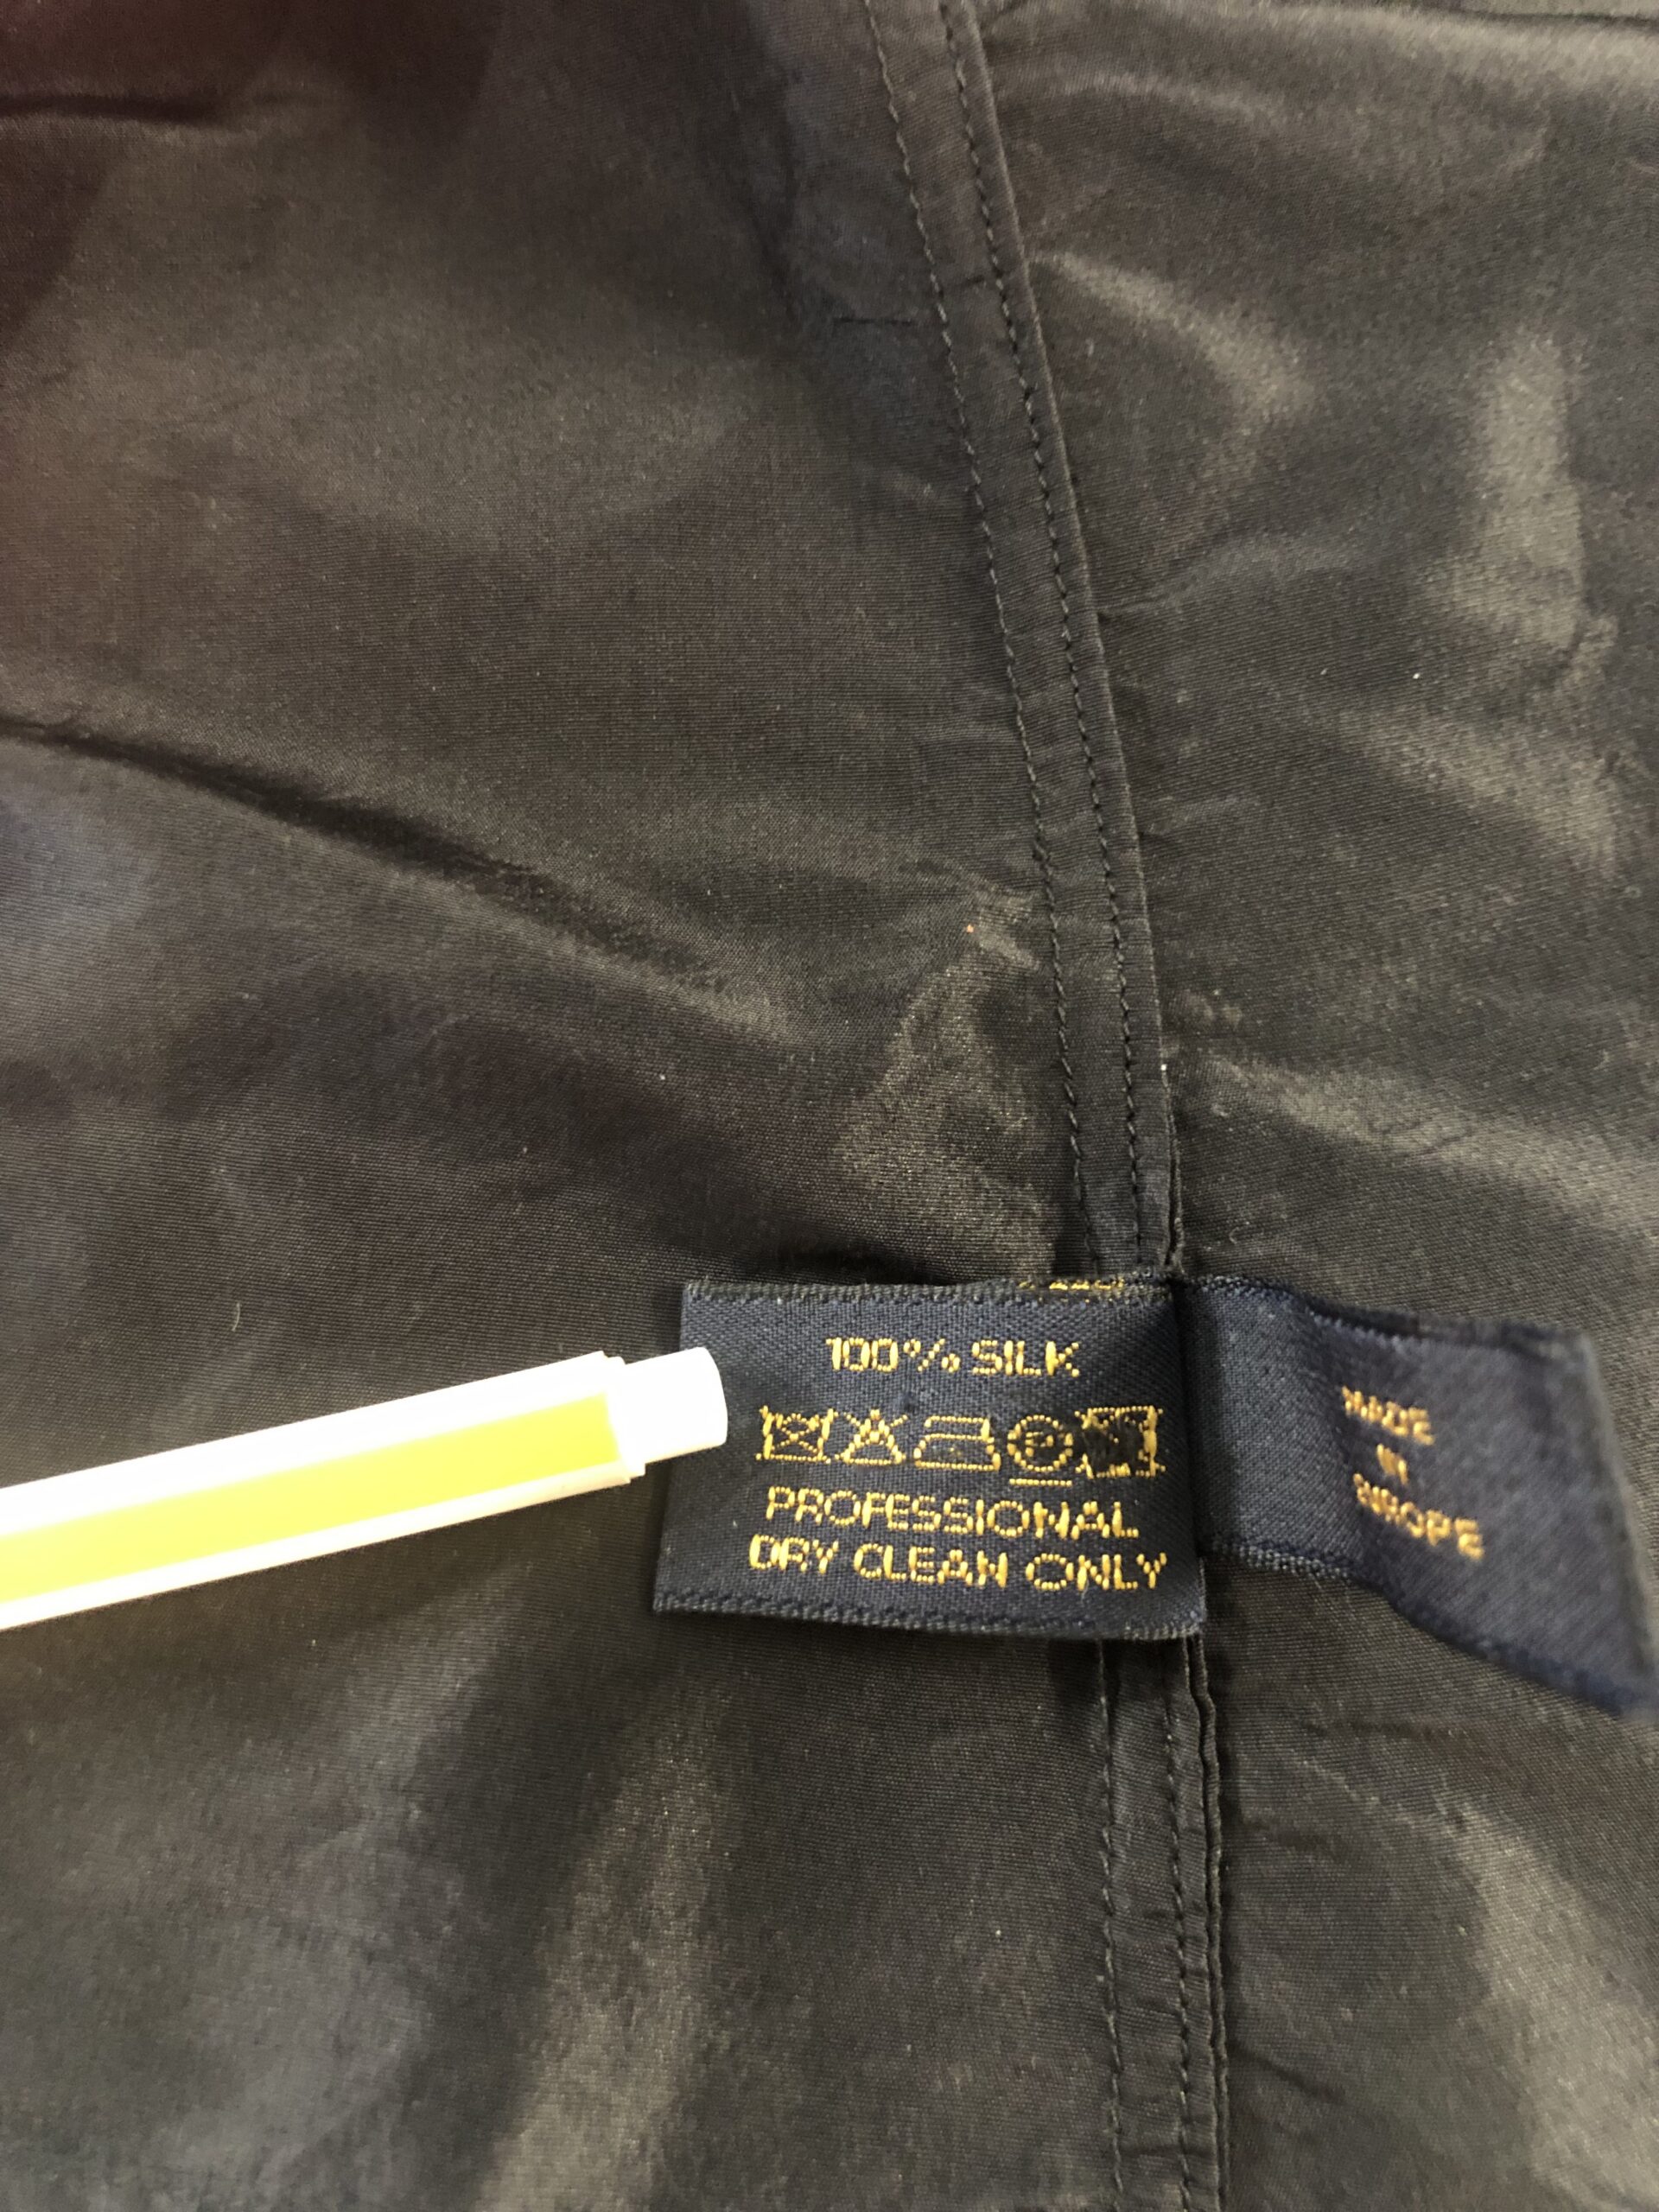 100% SILK
P
PROFESSIONAL
DRY CLEAN ONLY
MADE
IN
EUROPE